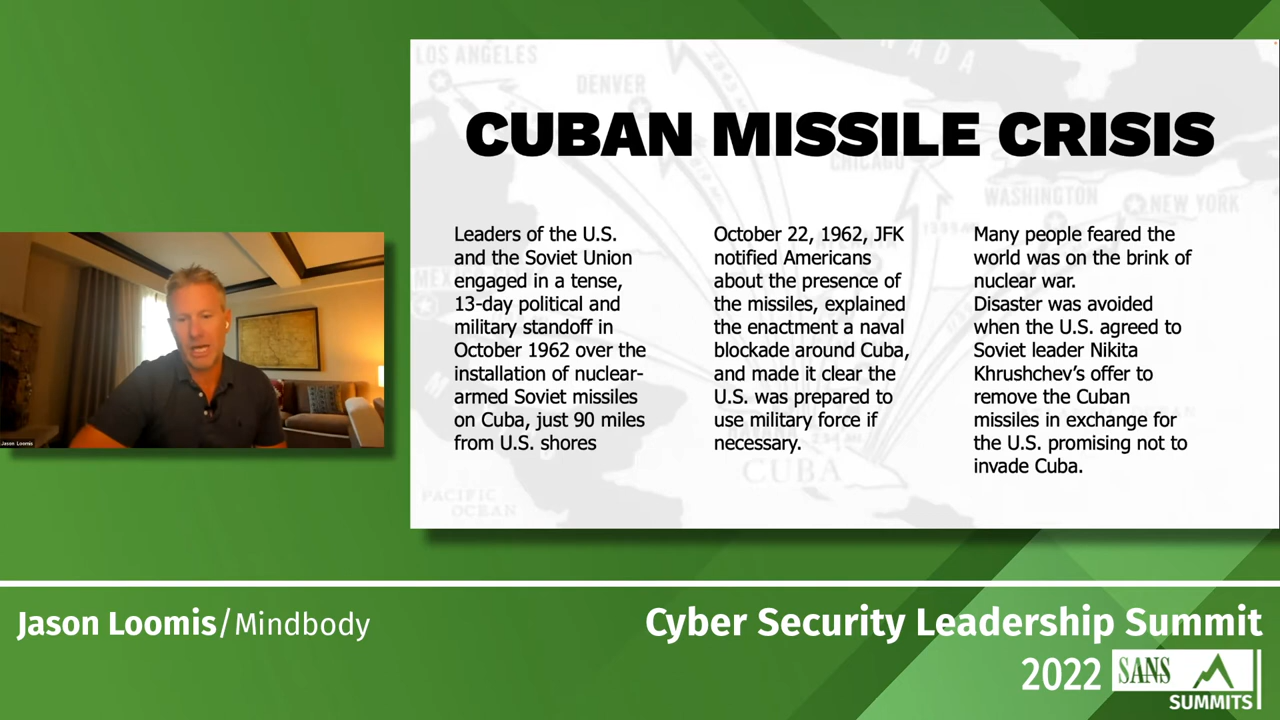 LOS ANGELES
DENVER
CANADA
CUBAN MISSILE CRISIS
CHICAGO
WASHINGTON
NEW YORK
Leaders of the U.S.
and the Soviet Union
engaged in a tense,
13-day political and
military standoff in
October 1962 over the
installation of nuclear-
armed Soviet missiles
on Cuba, just 90 miles
from U.S. shores
October 22, 1962, JFK
notified Americans
about the presence of
the missiles, explained
the enactment a naval
blockade around Cuba,
and made it clear the
U.S. was prepared to
use military force if
necessary.
Many people feared the
world was on the brink of
nuclear war.
Disaster was avoided
when the U.S. agreed to
Soviet leader Nikita
Khrushchev’s offer to
remove the Cuban
missiles in exchange for
the U.S. promising not to
invade Cuba.
CUBA
PACIFIC
OCEAN
Jason Loomis
Jason Loomis/Mindbody
Cyber Security Leadership Summit
2022 SANS
SUMMITS